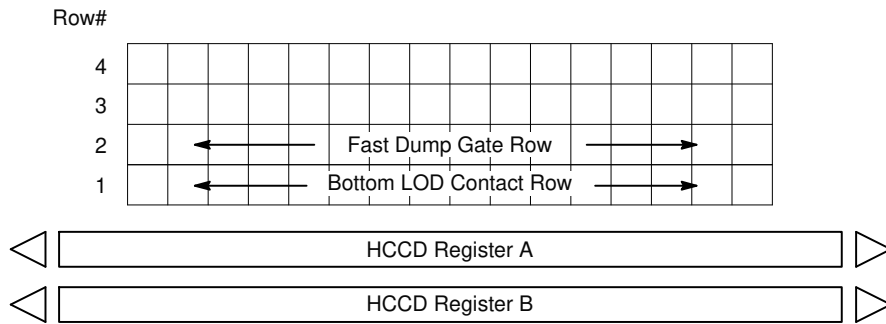 Row#
4
3
2 Fast Dump Gate Row
1 Bottom LOD Contact Row
HCCD Register A
HCCD Register B